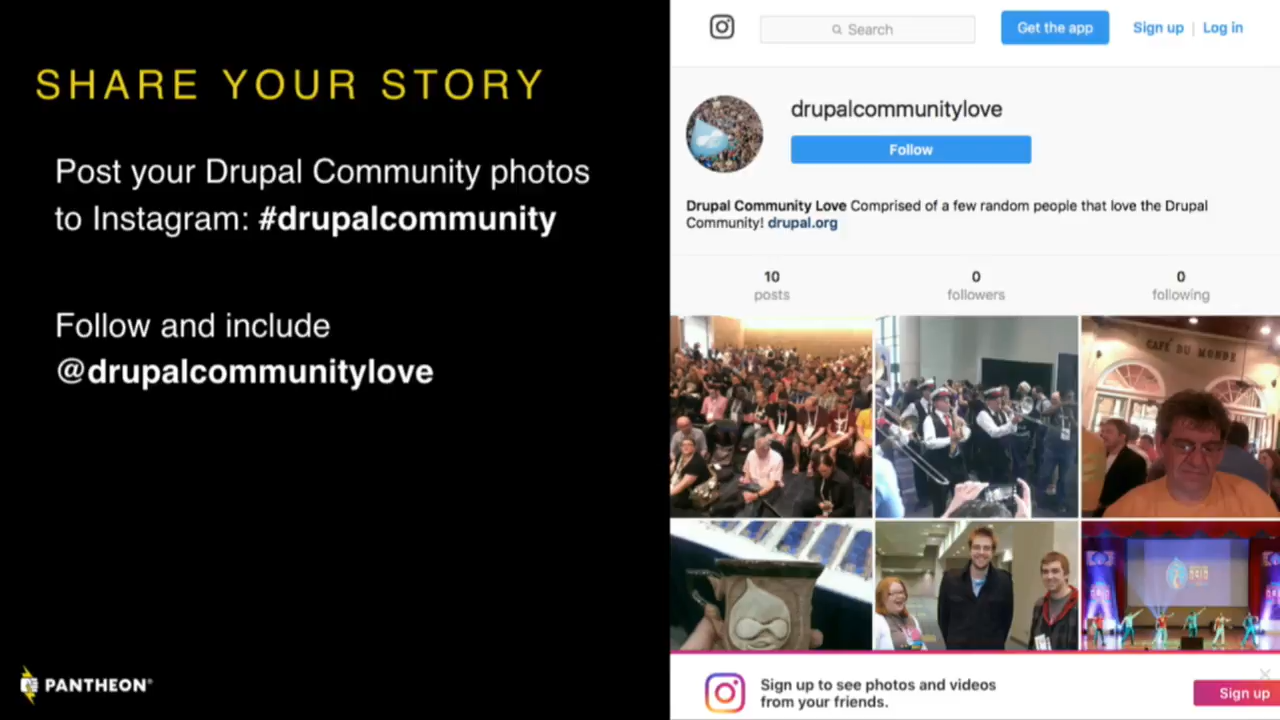 SHARE YOUR STORY
Post your Drupal Community photos
to Instagram: #drupalcommunity
Follow and include
@drupalcommunitylove
PANTHEON®
Search
Get the app
Sign up | Log in
drupalcommunitylove
Follow
Drupal Community Love Comprised of a few random people that love the Drupal
Community! drupal.org
10
posts
0
followers
0
following
CAFÉ DU MONDE
Sign up to see photos and videos
from your friends.
Sign up